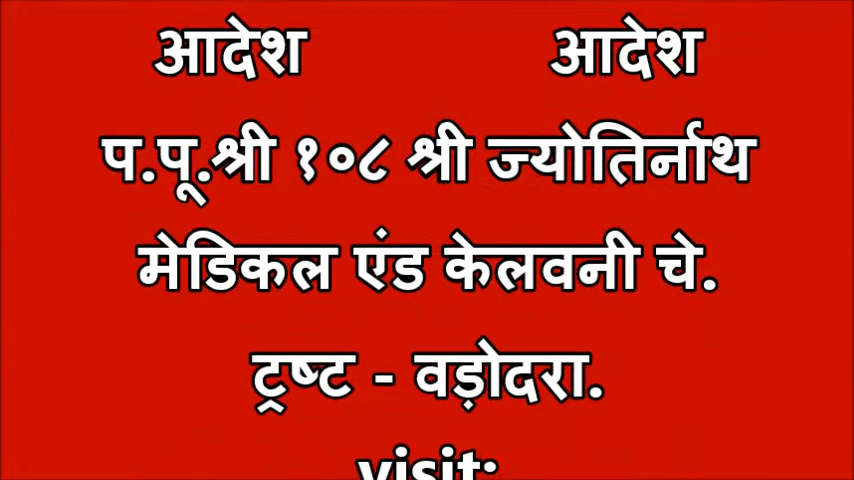 आदेश आदेश
प.पू.श्री १०८ श्री ज्योतिर्नाथ
मेडिकल एंड केलवनी चे.
ट्रष्ट - वड़ोदरा.
visit: